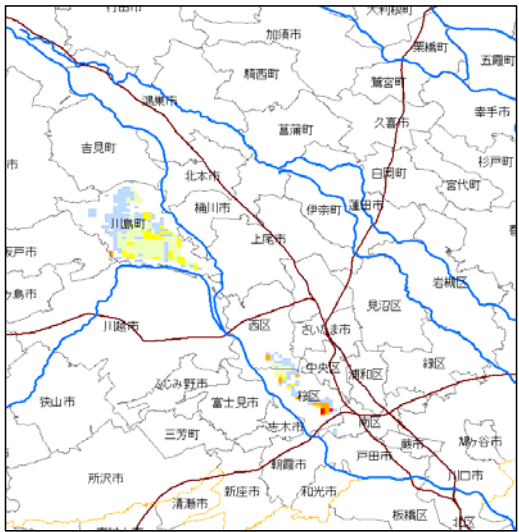 行田市
加須市
大利根町
栗橋町
五霞町
騎西町
鷲宮町
鴻巣市
幸手市
菖蒲町
久喜市
吉見町
杉戸町
市
白岡町
宮代町
北本市
桶川市
伊奈町
蓮田市
川島町
上尾市
坂戸市
岩槻区
ヶ島市
見沼区
川越市
西区
さいたま市
緑区
中央区
浦和区
ふじみ野市
桜区
狭山市
富士見市
南区
志木市
三芳町
蕨市
鳩ヶ谷市
戸田市
朝霞市
川口市
所沢市
新座市
和光市
清瀬市
板橋区
北区